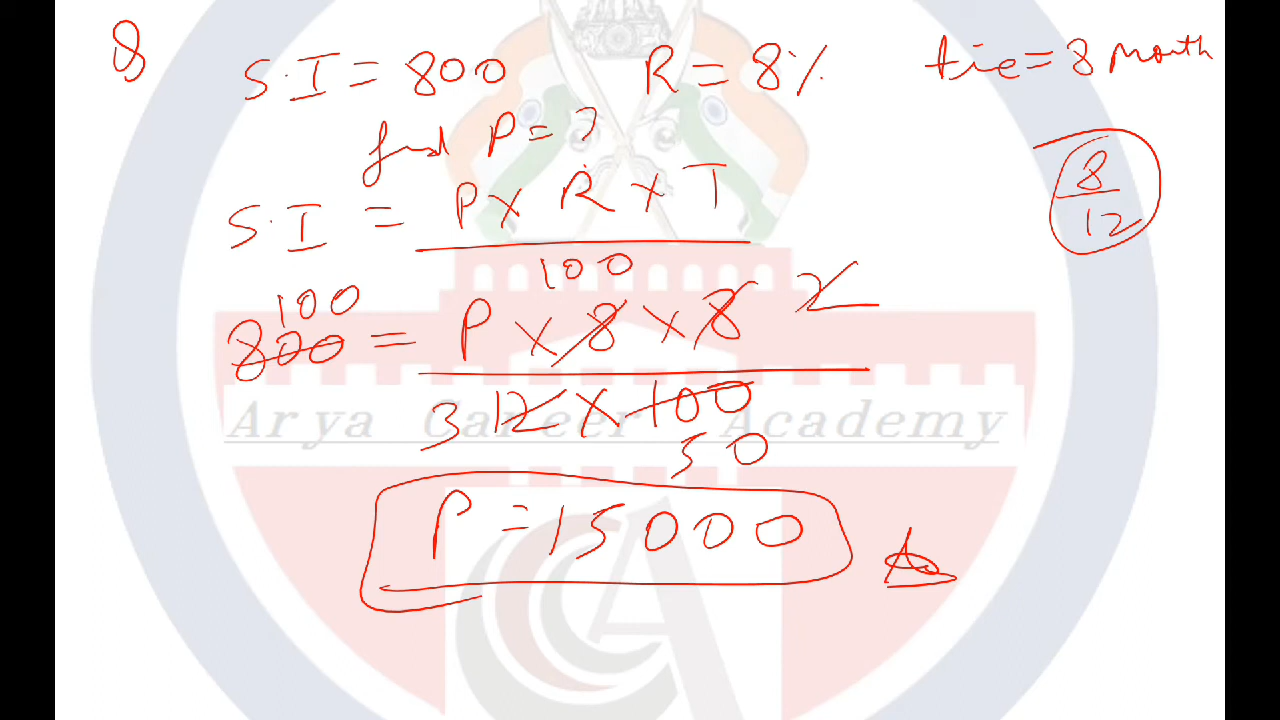 8 S.I = 800 R = 8% tie = 8 month
find P = ?
8/12
S.I = P x R x T
100
100
800 = P x 8 x 8 2
3 12 x 100
Arya Career Academy
50
P = 15000